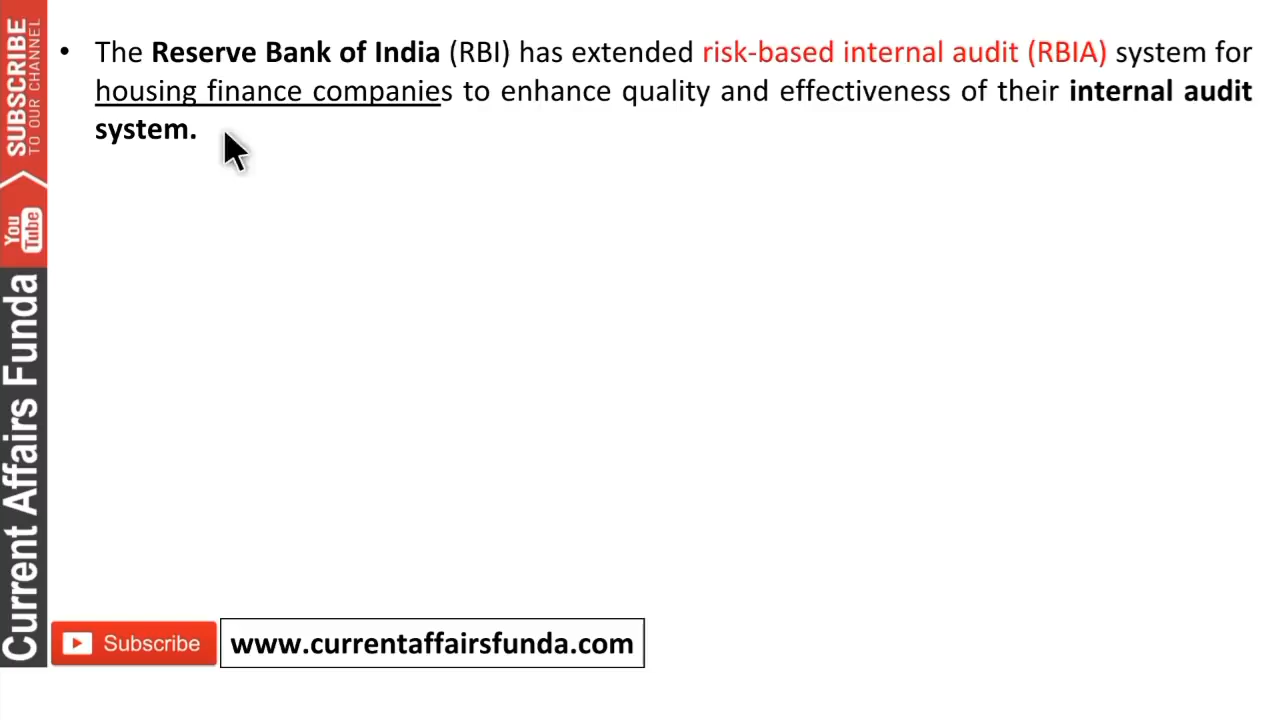 • The Reserve Bank of India (RBI) has extended risk-based internal audit (RBIA) system for
housing finance companies to enhance quality and effectiveness of their internal audit
system.
SUBSCRIBE
TO OUR CHANNEL
You
Tube
Current Affairs Funda
Subscribe
www.currentaffairsfunda.com